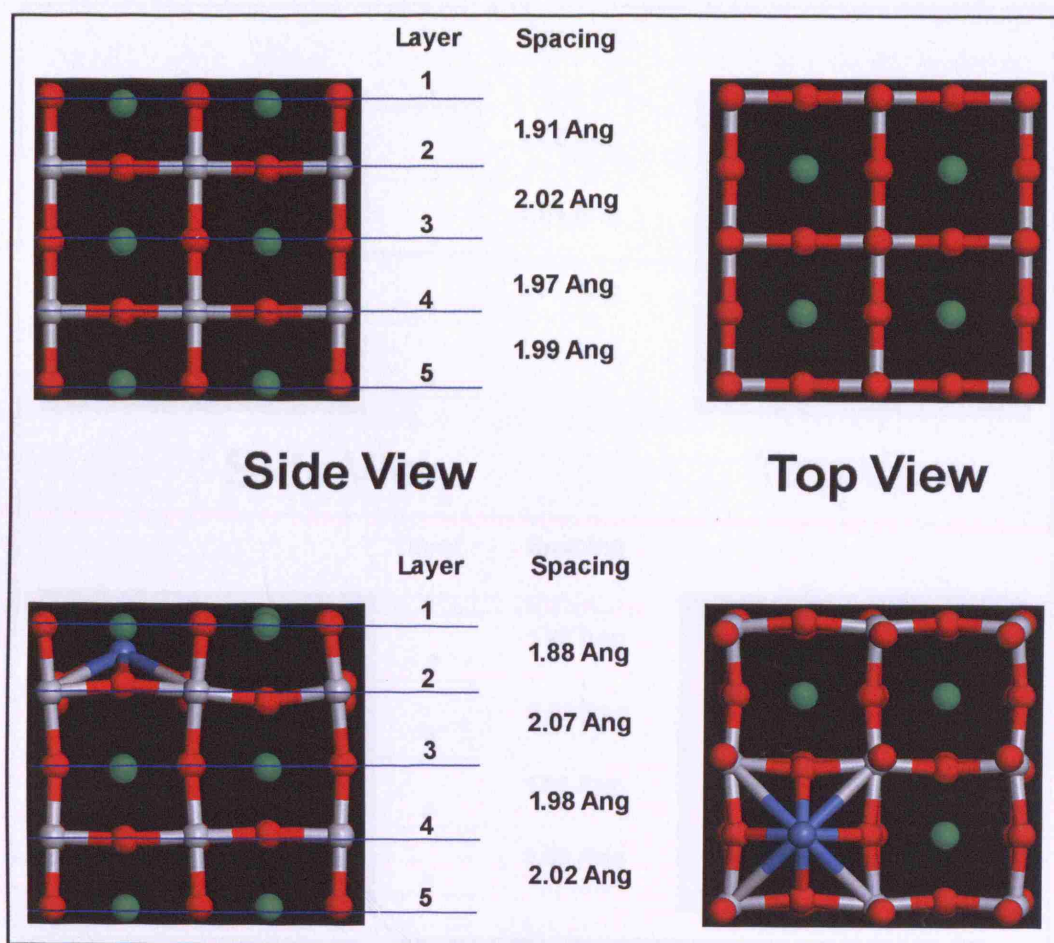 Layer Spacing
1
1.91 Ang
2
2.02 Ang
3
1.97 Ang
4
1.99 Ang
5
Side View Top View
Layer Spacing
1
1.88 Ang
2
2.07 Ang
3
1.98 Ang
4
2.02 Ang
5